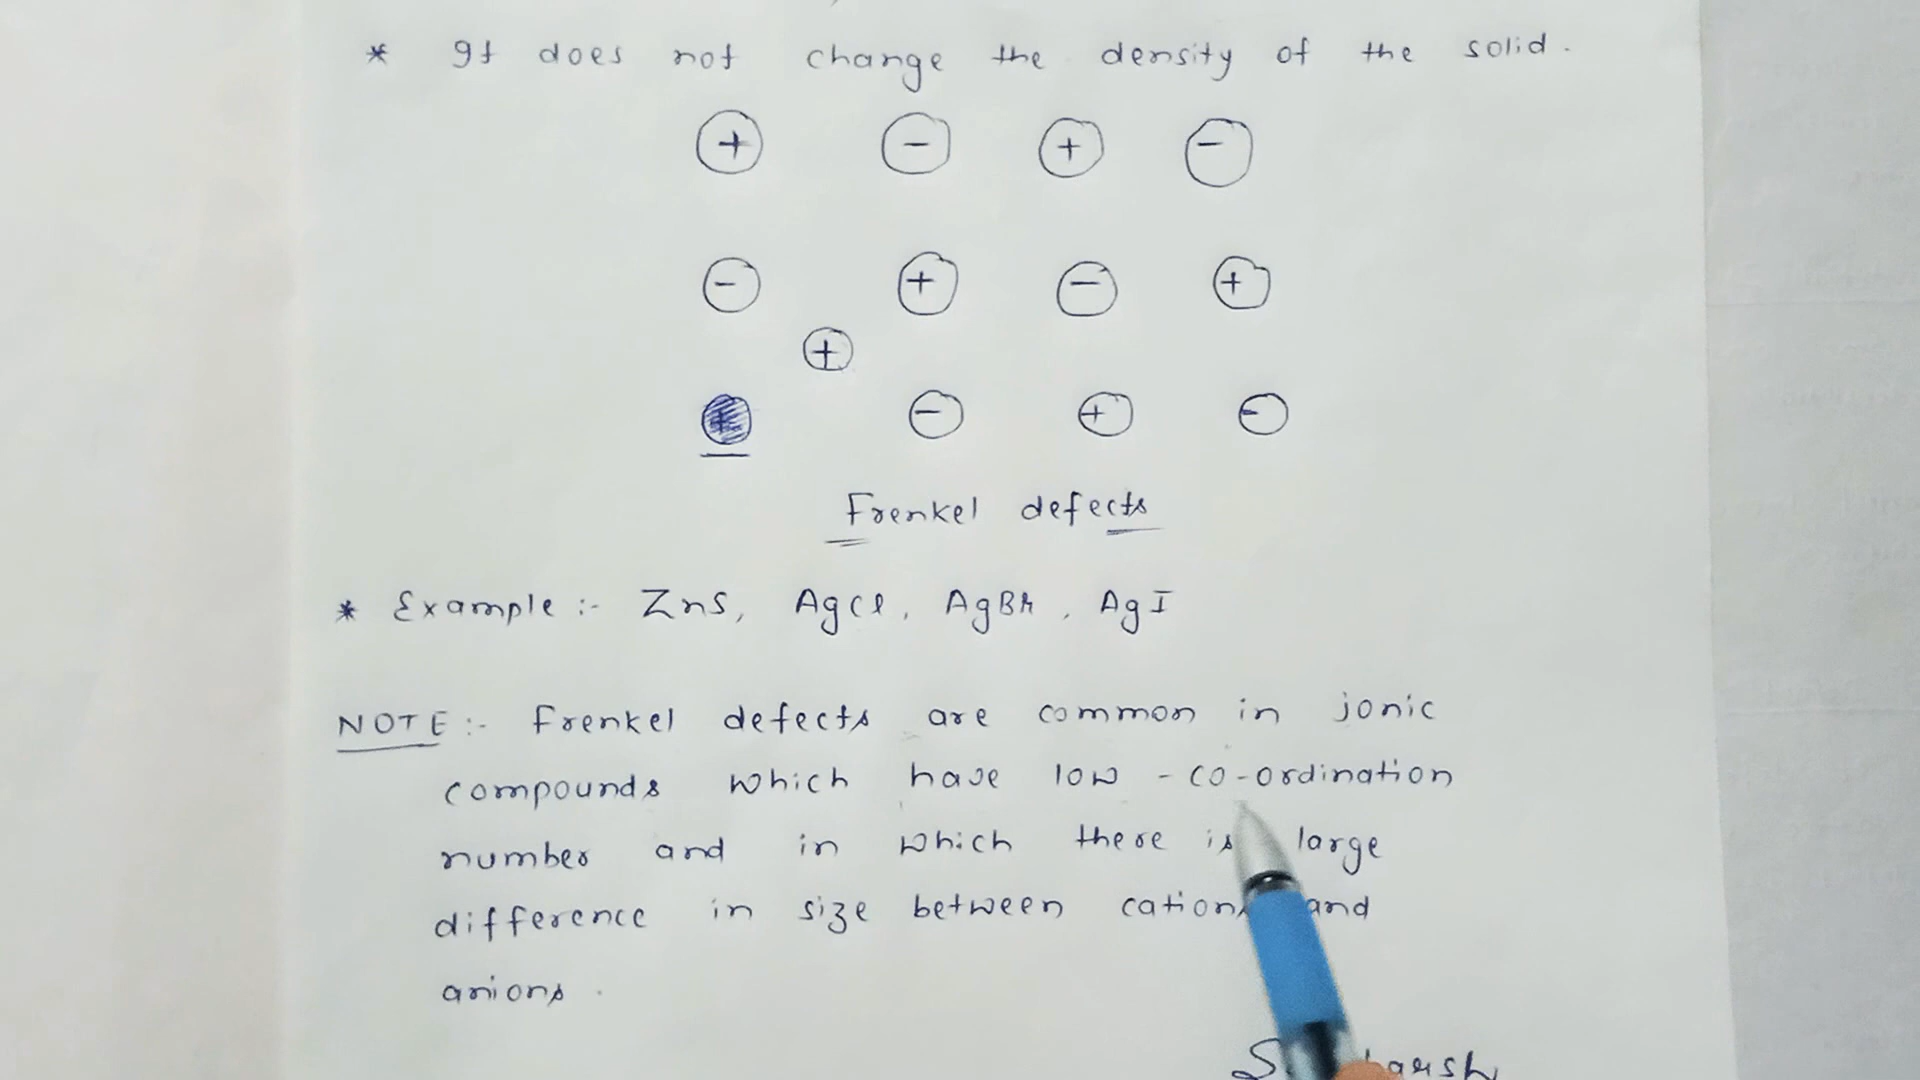 * It does not change the density of the solid.
+ - + -
- + - +
+
- + -
Frenkel defects
* Example :- ZnS, AgCl, AgBr, AgI
NOTE :- Frenkel defects are common in ionic
compounds which have low - co-ordination
number and in which there is large
difference in size between cations and
anions.